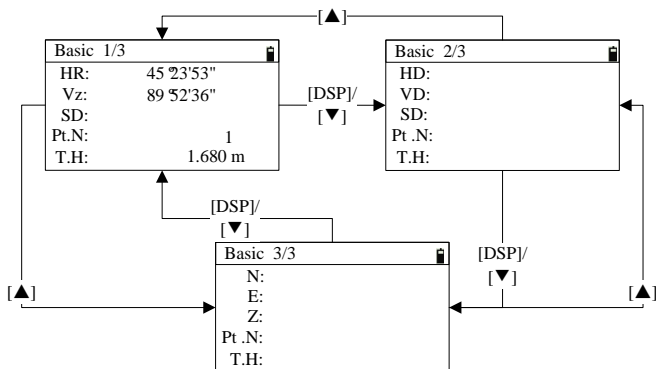 [▲]
Basic 1/3
HR: 45°23'53"
Vz: 89°52'36"
SD:
Pt.N: 1
T.H: 1.680 m
[DSP]/
[▼]
Basic 2/3
HD:
VD:
SD:
Pt .N:
T.H:
[DSP]/
[▼]
[DSP]/
[▼]
[▲]
[▲]
Basic 3/3
N:
E:
Z:
Pt .N:
T.H: